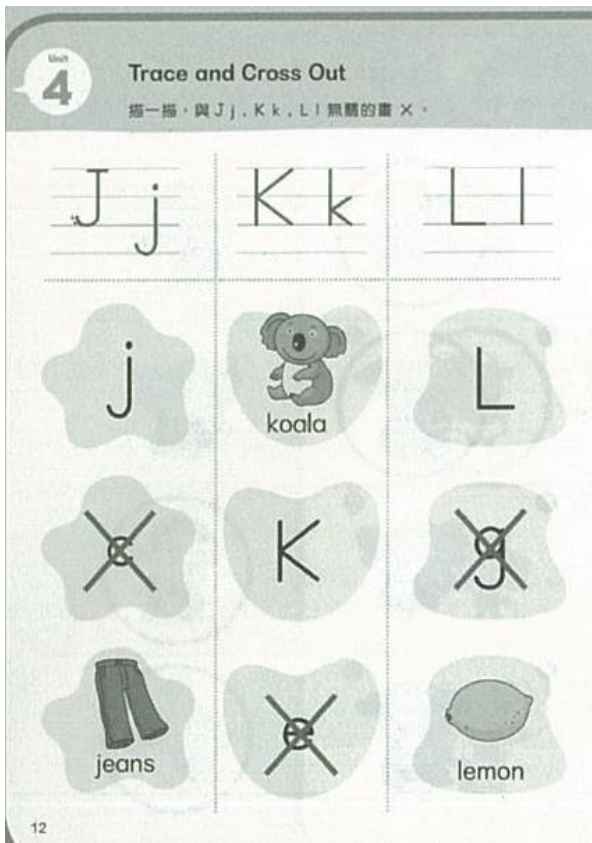 Unit
4
Trace and Cross Out
描一描，與 J j , K k , L l 無關的畫 ×。
J j K k L l
j
koala
L
c
K
g
jeans
e
lemon
12